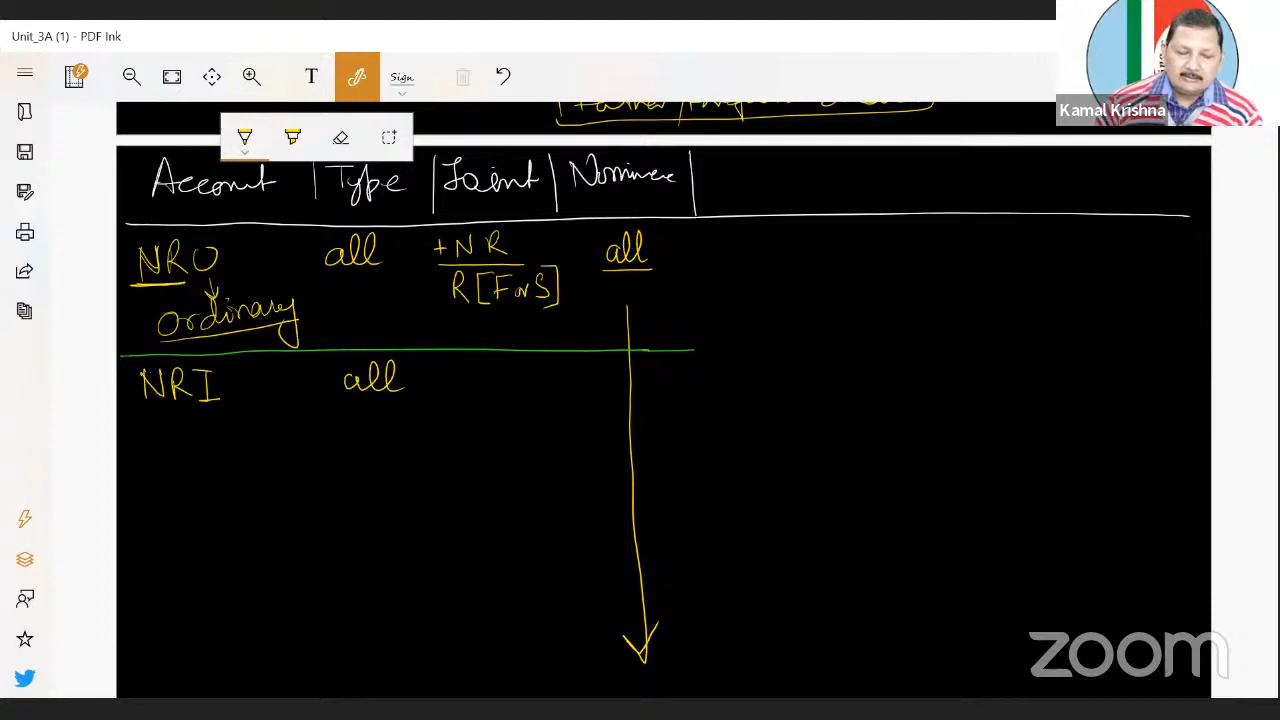 Unit_3A (1) - PDF Ink
T
Sign
Kamal Krishna
Account | Type | Joint | Nominee |
NRO all +NR all
R [F or S]
Ordinary
NRI all
zoom